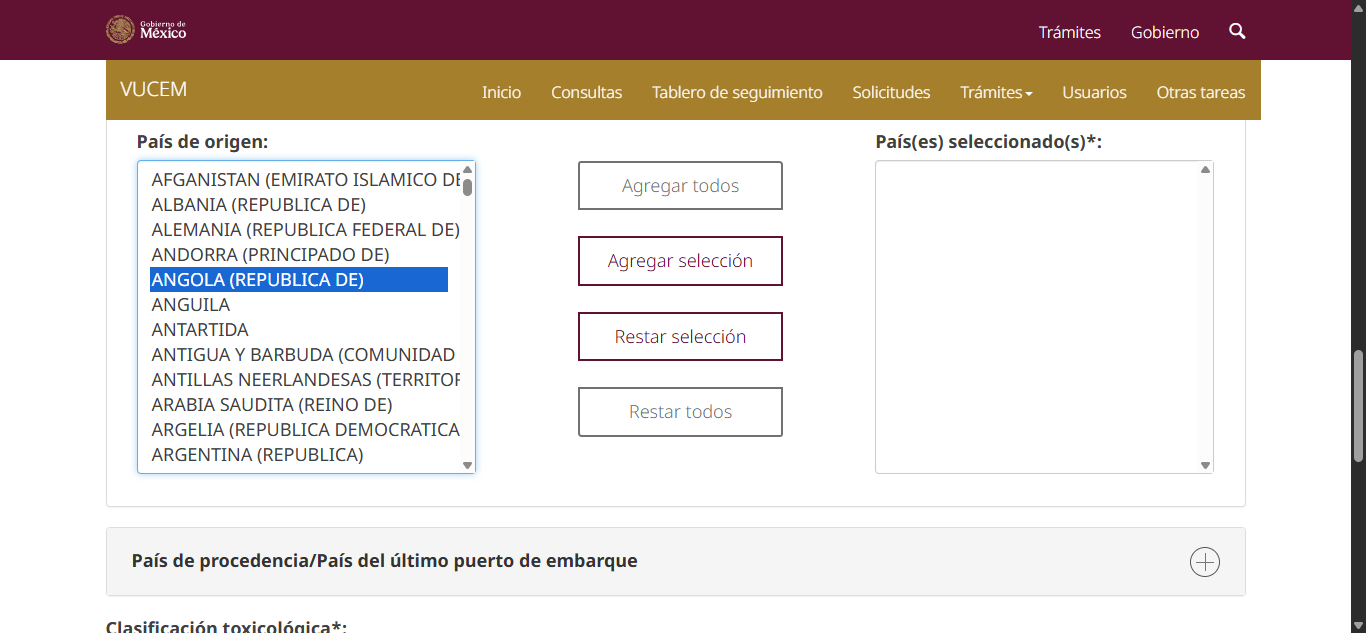 Gobierno de
México
Trámites
Gobierno
VUCEM
Inicio
Consultas
Tablero de seguimiento
Solicitudes
Trámites
Usuarios
Otras tareas
País de origen:
AFGANISTAN (EMIRATO ISLAMICO DE
ALBANIA (REPUBLICA DE)
ALEMANIA (REPUBLICA FEDERAL DE)
ANDORRA (PRINCIPADO DE)
ANGOLA (REPUBLICA DE)
ANGUILA
ANTARTIDA
ANTIGUA Y BARBUDA (COMUNIDAD
ANTILLAS NEERLANDESAS (TERRITOR
ARABIA SAUDITA (REINO DE)
ARGELIA (REPUBLICA DEMOCRATICA
ARGENTINA (REPUBLICA)
Agregar todos
Agregar selección
Restar selección
Restar todos
País(es) seleccionado(s)*:
País de procedencia/País del último puerto de embarque
Clasificación toxicológica*: